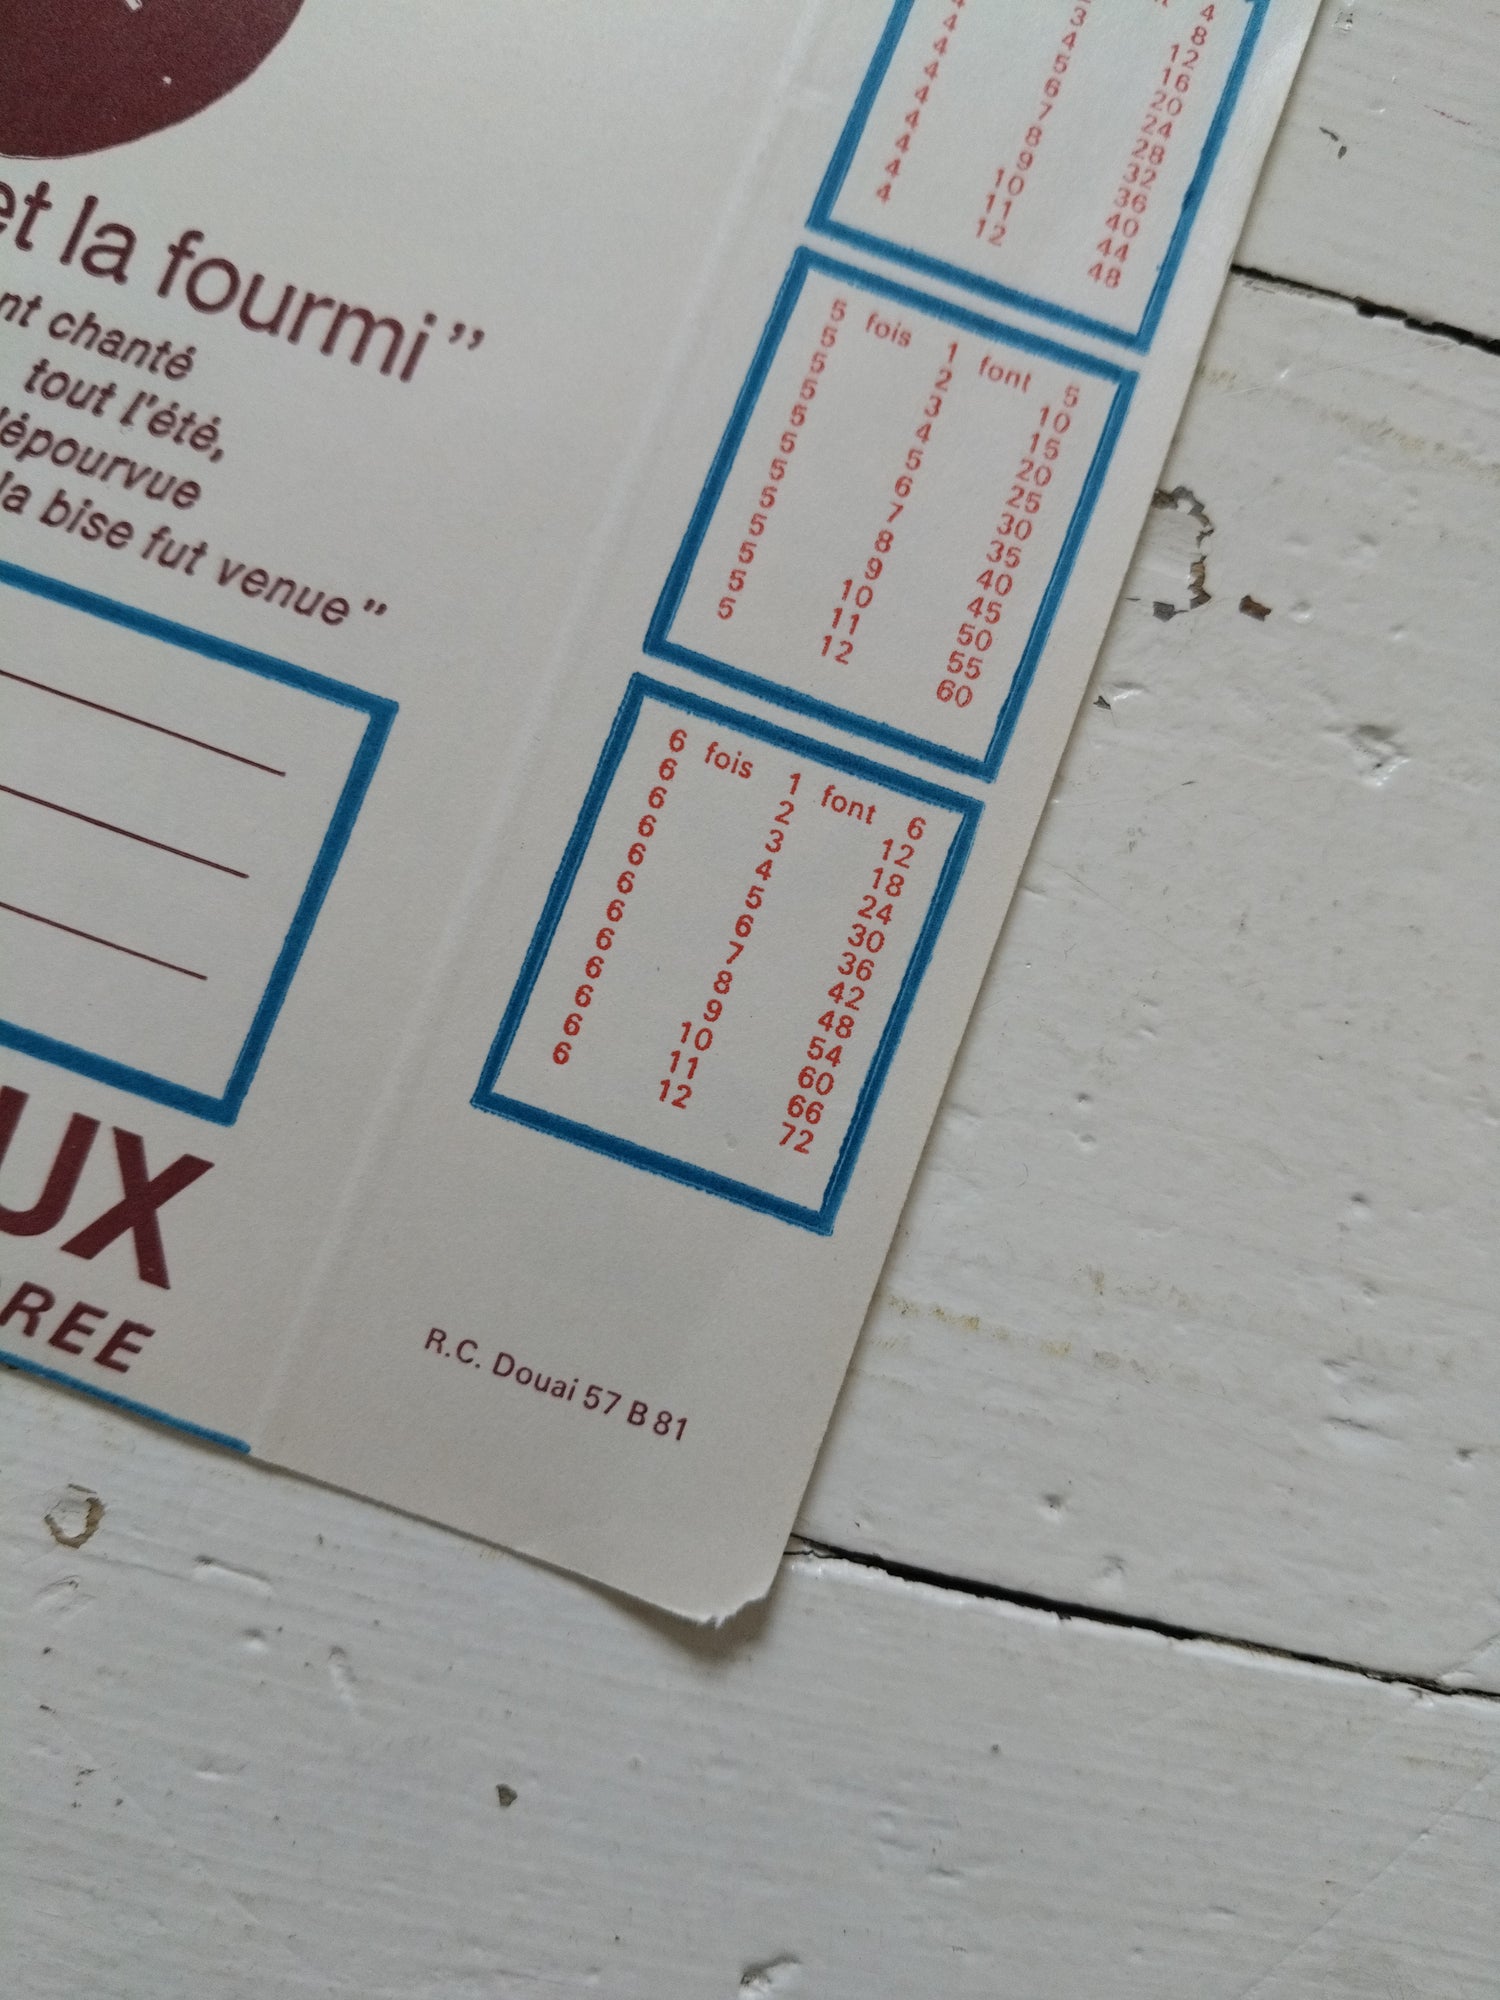 et la fourmi”
nt chanté
tout l'été,
épourvue
la bise fut venue”
UX
REE
4
3
8
4 4 12
4 5 16
4 6 20
4 7 24
4 8 28
4 9 32
4 10 36
4 11 40
4 12 44
48
5 fois 1 font 5
5 2 10
5 3 15
5 4 20
5 5 25
5 6 30
5 7 35
5 8 40
5 9 45
5 10 50
5 11 55
5 12 60
6 fois 1 font 6
6 2 12
6 3 18
6 4 24
6 5 30
6 6 36
6 7 42
6 8 48
6 9 54
6 10 60
6 11 66
6 12 72
R.C. Douai 57 B 81